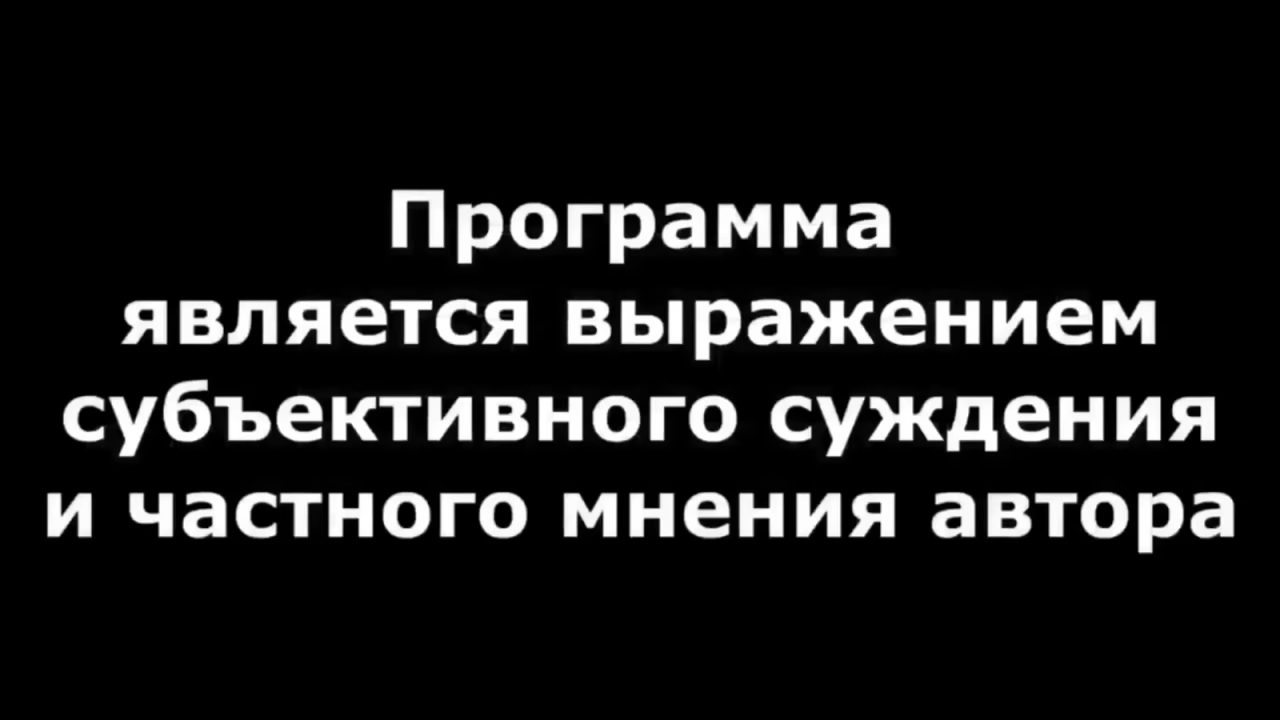 Программа
является выражением
субъективного суждения
и частного мнения автора